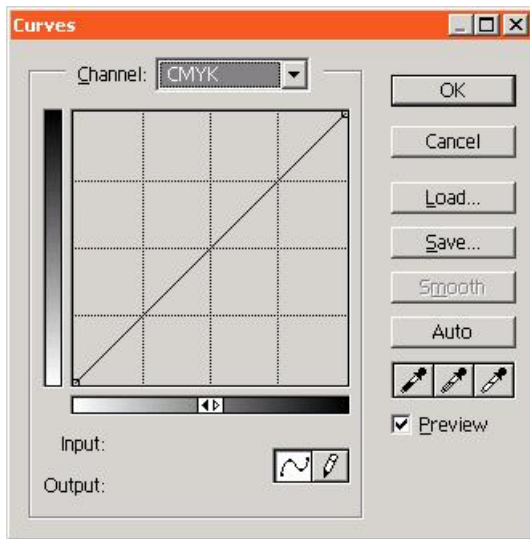 Curves
Channel: CMYK
OK
Cancel
Load...
Save...
Smooth
Auto
Preview
Input:
Output: